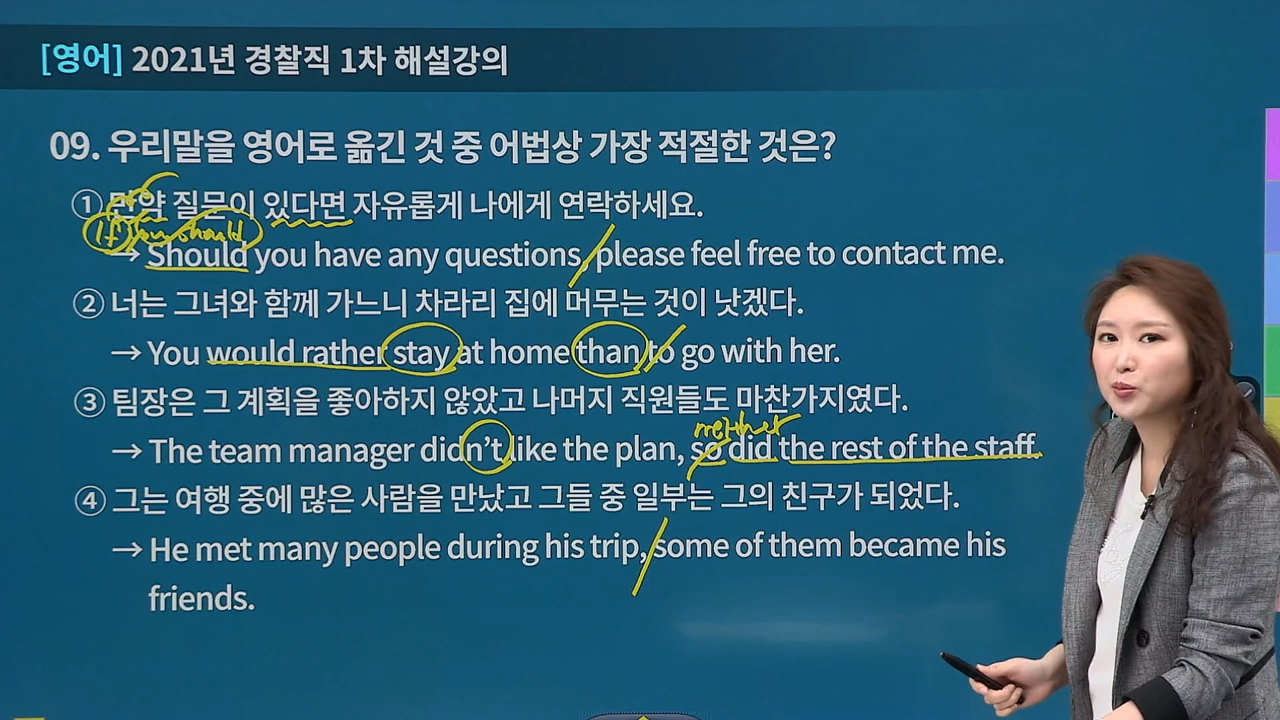 [영어] 2021년 경찰직 1차 해설강의
09. 우리말을 영어로 옮긴 것 중 어법상 가장 적절한 것은?
① 만약 질문이 있다면 자유롭게 나에게 연락하세요.
If you should
→ Should you have any questions, please feel free to contact me.
② 너는 그녀와 함께 가느니 차라리 집에 머무는 것이 낫겠다.
→ You would rather stay at home than to go with her.
③ 팀장은 그 계획을 좋아하지 않았고 나머지 직원들도 마찬가지였다.
neither
→ The team manager didn't like the plan, so did the rest of the staff.
④ 그는 여행 중에 많은 사람을 만났고 그들 중 일부는 그의 친구가 되었다.
→ He met many people during his trip, some of them became his
friends.